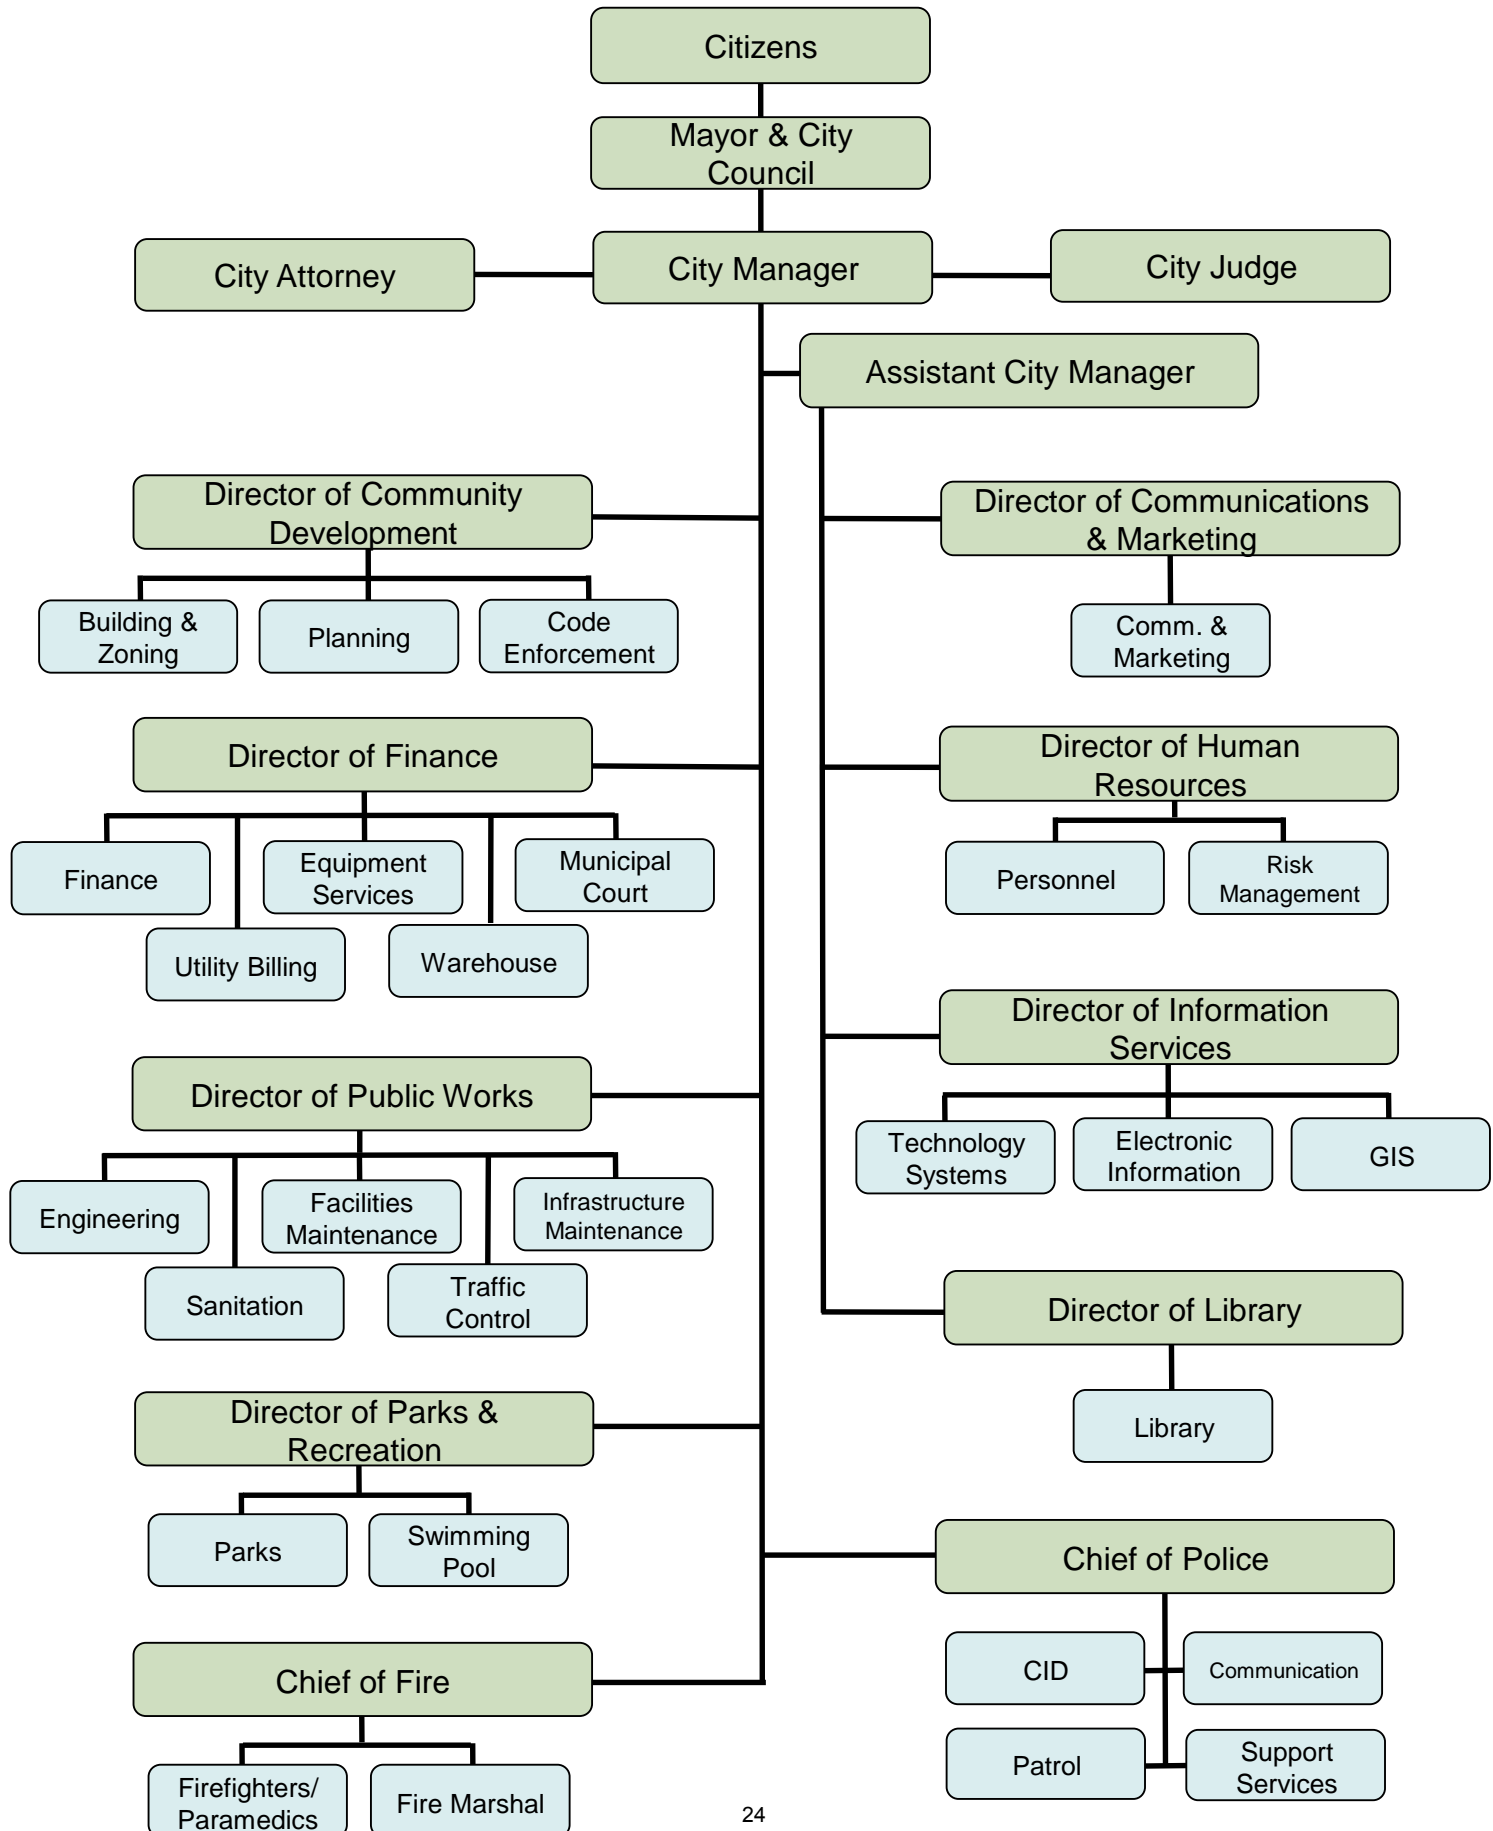 Citizens
Mayor & City
Council
City Attorney
City Manager
City Judge
Assistant City Manager
Director of Community
Development
Building &
Zoning
Planning
Code
Enforcement
Director of Communications
& Marketing
Comm. &
Marketing
Director of Finance
Finance
Equipment
Services
Municipal
Court
Utility Billing
Warehouse
Director of Human
Resources
Personnel
Risk
Management
Director of Information
Services
Technology
Systems
Electronic
Information
GIS
Director of Public Works
Engineering
Facilities
Maintenance
Infrastructure
Maintenance
Sanitation
Traffic
Control
Director of Library
Library
Director of Parks &
Recreation
Parks
Swimming
Pool
Chief of Police
CID
Communication
Patrol
Support
Services
Chief of Fire
Firefighters/
Paramedics
Fire Marshal
24